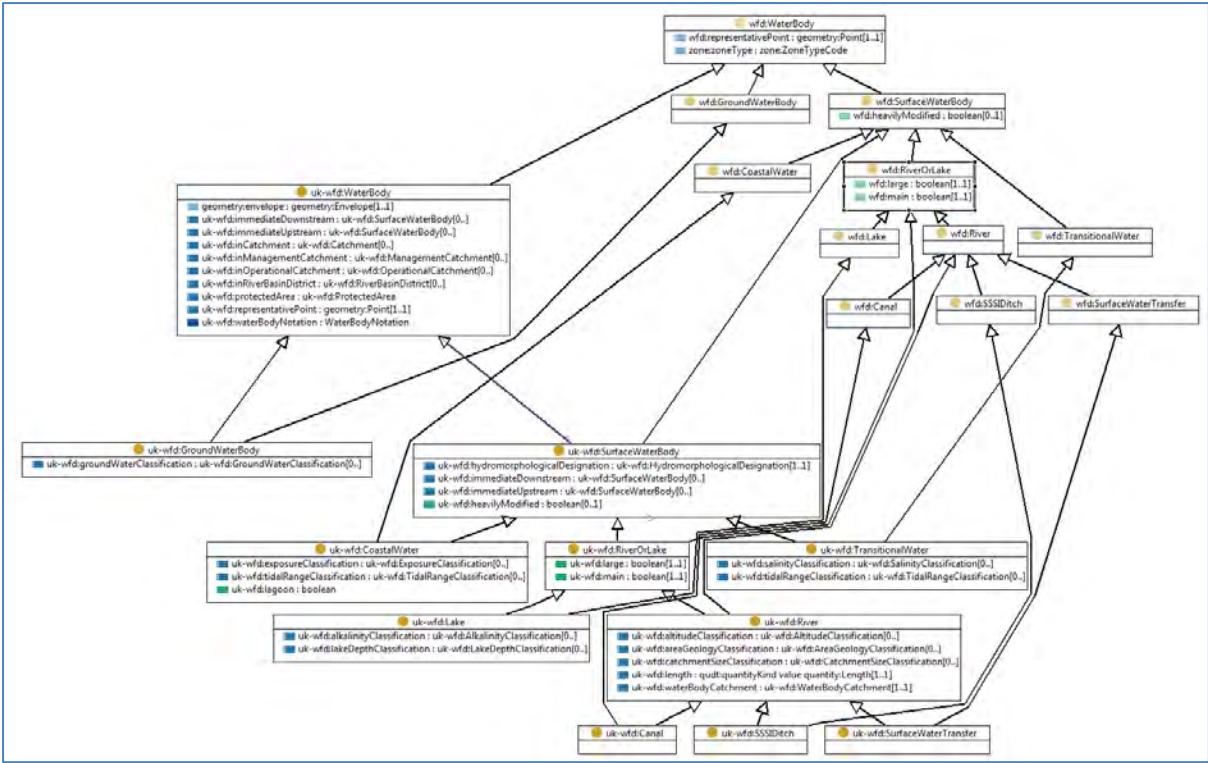 wfd:WaterBody
wfd:representativePoint : geometry:Point[1..1]
zone:zoneType : zone:ZoneTypeCode
wfd:GroundWaterBody
wfd:SurfaceWaterBody
wfd:heavilyModified : boolean[0..1]
wfd:CoastalWater
wfd:RiverOrLake
wfd:large : boolean[1..1]
wfd:main : boolean[1..1]
uk-wfd:WaterBody
geometry:envelope : geometry:Envelope[1..1]
uk-wfd:immediateDownstream : uk-wfd:SurfaceWaterBody[0..]
uk-wfd:immediateUpstream : uk-wfd:SurfaceWaterBody[0..]
uk-wfd:inCatchment : uk-wfd:Catchment[0..]
uk-wfd:inManagementCatchment : uk-wfd:ManagementCatchment[0..]
uk-wfd:inOperationalCatchment : uk-wfd:OperationalCatchment[0..]
uk-wfd:inRiverBasinDistrict : uk-wfd:RiverBasinDistrict[0..]
uk-wfd:protectedArea : uk-wfd:ProtectedArea
uk-wfd:representativePoint : geometry:Point[1..1]
uk-wfd:waterBodyNotation : WaterBodyNotation
wfd:Lake
wfd:River
wfd:TransitionalWater
wfd:Canal
wfd:SSSIDitch
wfd:SurfaceWaterTransfer
uk-wfd:GroundWaterBody
uk-wfd:groundWaterClassification : uk-wfd:GroundWaterClassification[0..]
uk-wfd:SurfaceWaterBody
uk-wfd:hydromorphologicalDesignation : uk-wfd:HydromorphologicalDesignation[1..1]
uk-wfd:immediateDownstream : uk-wfd:SurfaceWaterBody[0..]
uk-wfd:immediateUpstream : uk-wfd:SurfaceWaterBody[0..]
uk-wfd:heavilyModified : boolean[0..1]
uk-wfd:CoastalWater
uk-wfd:exposureClassification : uk-wfd:ExposureClassification[0..]
uk-wfd:tidalRangeClassification : uk-wfd:TidalRangeClassification[0..]
uk-wfd:lagoon : boolean
uk-wfd:RiverOrLake
uk-wfd:large : boolean[1..1]
uk-wfd:main : boolean[1..1]
uk-wfd:TransitionalWater
uk-wfd:salinityClassification : uk-wfd:SalinityClassification[0..]
uk-wfd:tidalRangeClassification : uk-wfd:TidalRangeClassification[0..]
uk-wfd:Lake
uk-wfd:alkalinityClassification : uk-wfd:AlkalinityClassification[0..]
uk-wfd:lakeDepthClassification : uk-wfd:LakeDepthClassification[0..]
uk-wfd:River
uk-wfd:altitudeClassification : uk-wfd:AltitudeClassification[0..]
uk-wfd:areaGeologyClassification : uk-wfd:AreaGeologyClassification[0..]
uk-wfd:catchmentSizeClassification : uk-wfd:CatchmentSizeClassification[0..]
uk-wfd:length : qudt:quantityKind value quantity:Length[1..1]
uk-wfd:waterBodyCatchment : uk-wfd:WaterBodyCatchment[1..1]
uk-wfd:Canal
uk-wfd:SSSIDitch
uk-wfd:SurfaceWaterTransfer